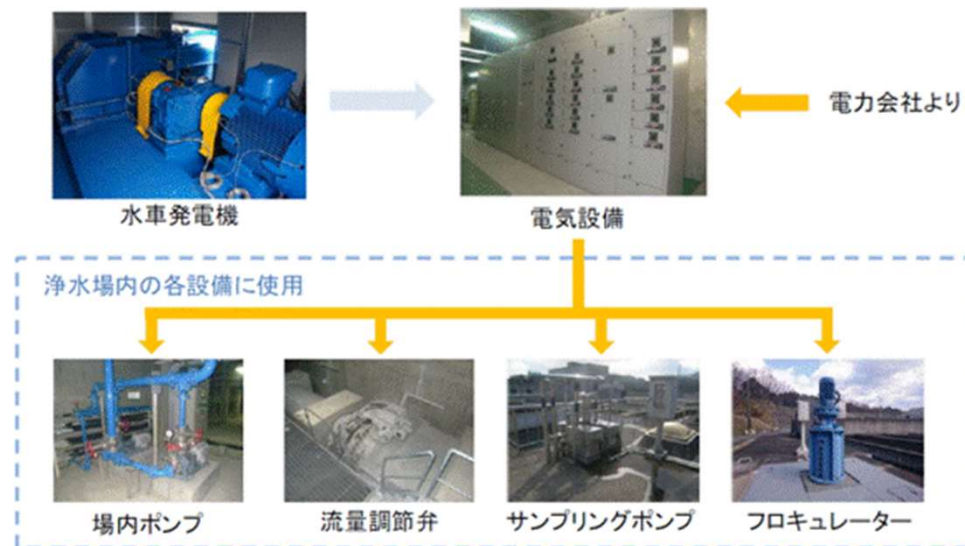 電力会社より
水車発電機
電気設備
浄水場内の各設備に使用
場内ポンプ
流量調節弁
サンプリングポンプ
フロキュレーター